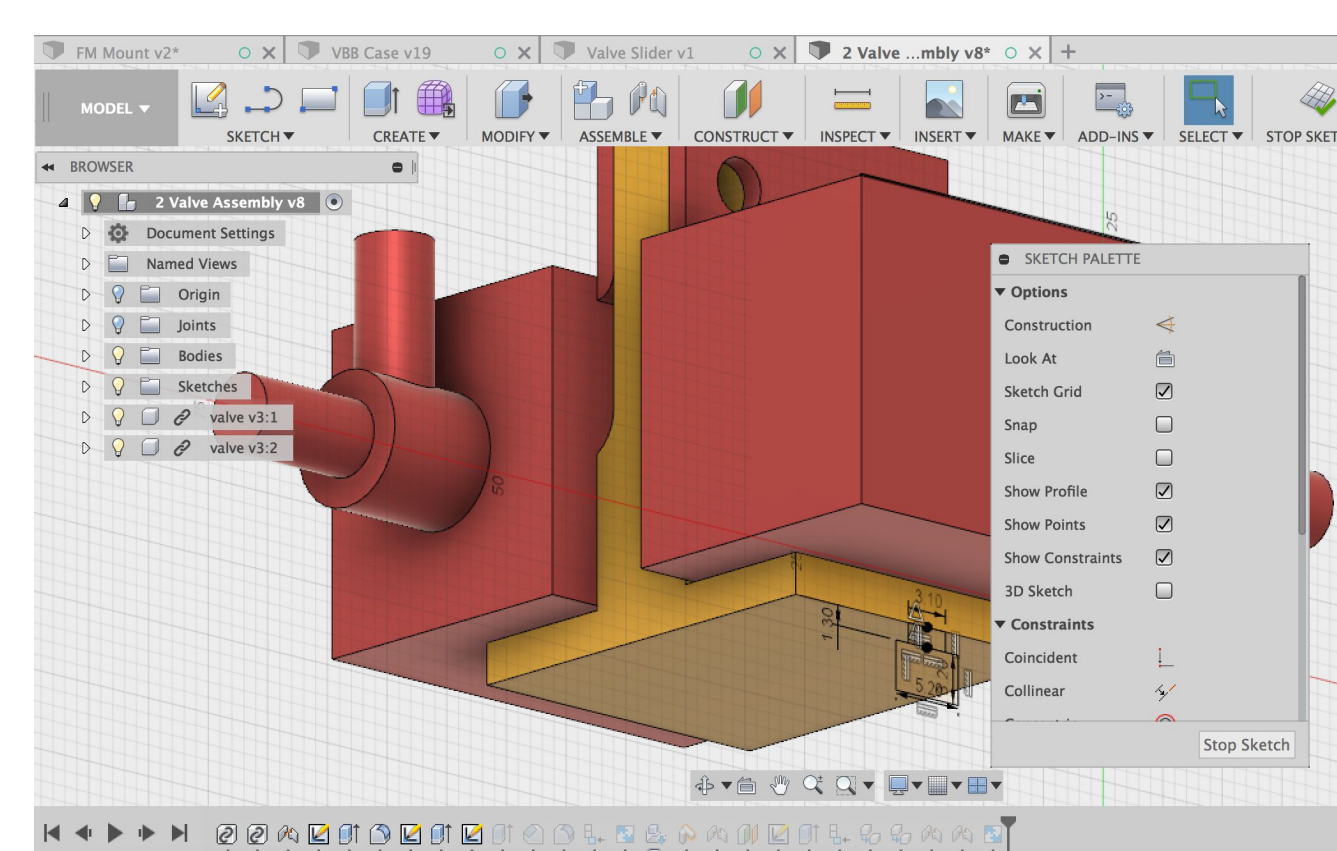 FM Mount v2*
VBB Case v19
Valve Slider v1
2 Valve ...mbly v8*
MODEL
SKETCH
CREATE
MODIFY
ASSEMBLE
CONSTRUCT
INSPECT
INSERT
MAKE
ADD-INS
SELECT
STOP SKET
BROWSER
2 Valve Assembly v8
Document Settings
Named Views
Origin
Joints
Bodies
Sketches
valve v3:1
valve v3:2
25
50
25
3.10
1.30
5.20
SKETCH PALETTE
Options
Construction
Look At
Sketch Grid
Snap
Slice
Show Profile
Show Points
Show Constraints
3D Sketch
Constraints
Coincident
Collinear
Stop Sketch